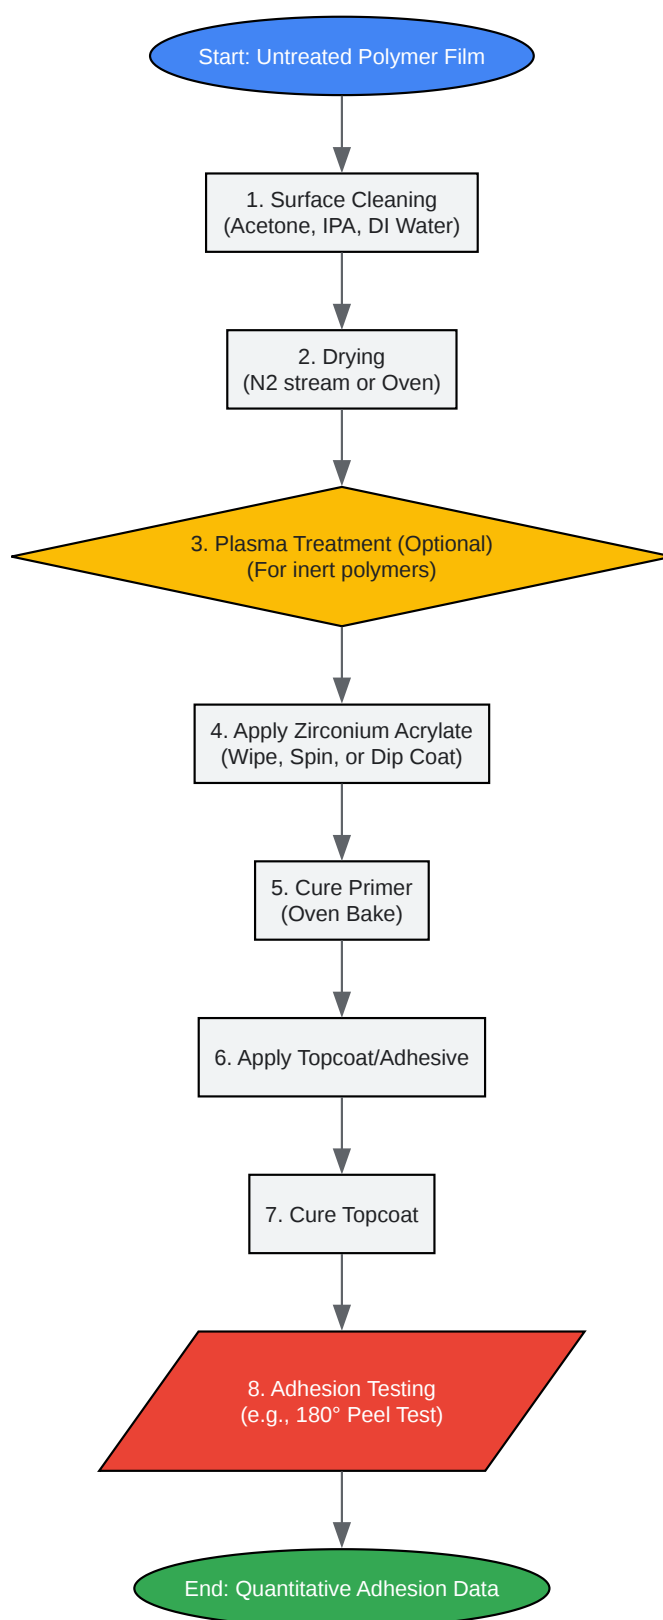 Start: Untreated Polymer Film
1. Surface Cleaning
(Acetone, IPA, DI Water)
2. Drying
(N2 stream or Oven)
3. Plasma Treatment (Optional)
(For inert polymers)
4. Apply Zirconium Acrylate
(Wipe, Spin, or Dip Coat)
5. Cure Primer
(Oven Bake)
6. Apply Topcoat/Adhesive
7. Cure Topcoat
8. Adhesion Testing
(e.g., 180° Peel Test)
End: Quantitative Adhesion Data